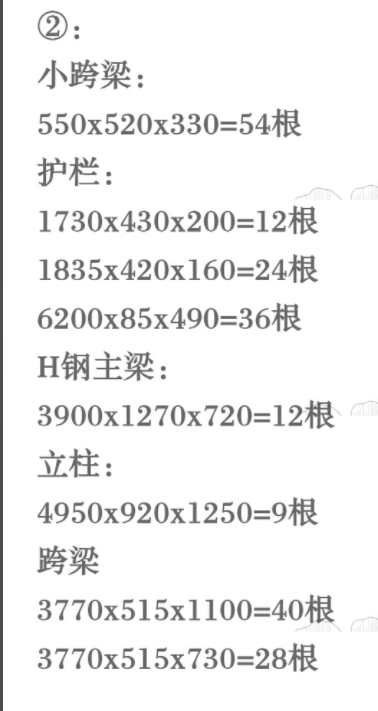 ②：
小跨梁：
550x520x330=54根
护栏：
1730x430x200=12根
1835x420x160=24根
6200x85x490=36根
H钢主梁：
3900x1270x720=12根
立柱：
4950x920x1250=9根
跨梁
3770x515x1100=40根
3770x515x730=28根